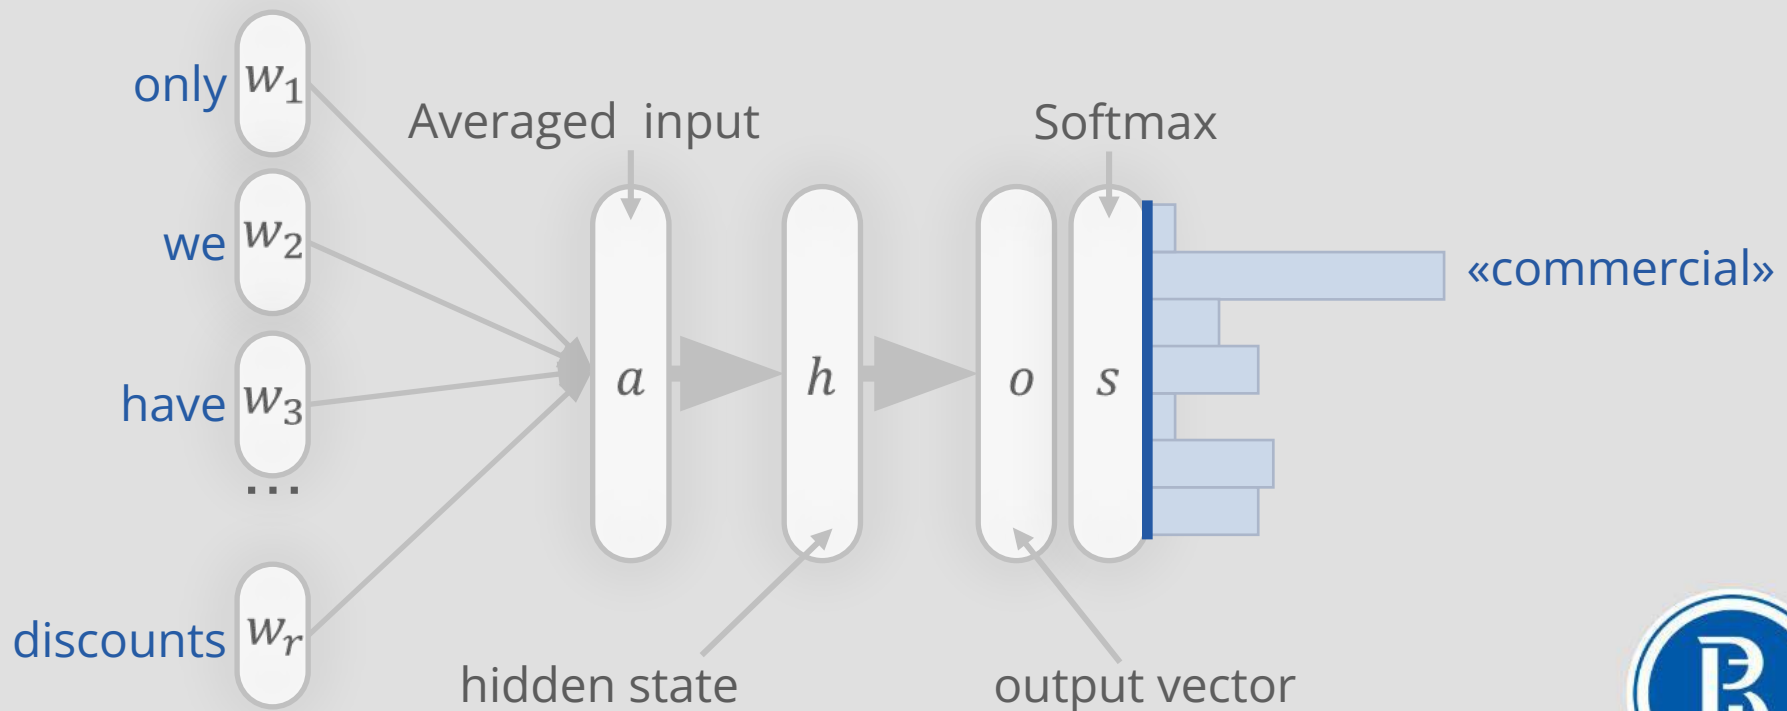 only w₁
Averaged input
Softmax
we w₂
«commercial»
have w₃
a h o s
...
discounts wᵣ
hidden state
output vector